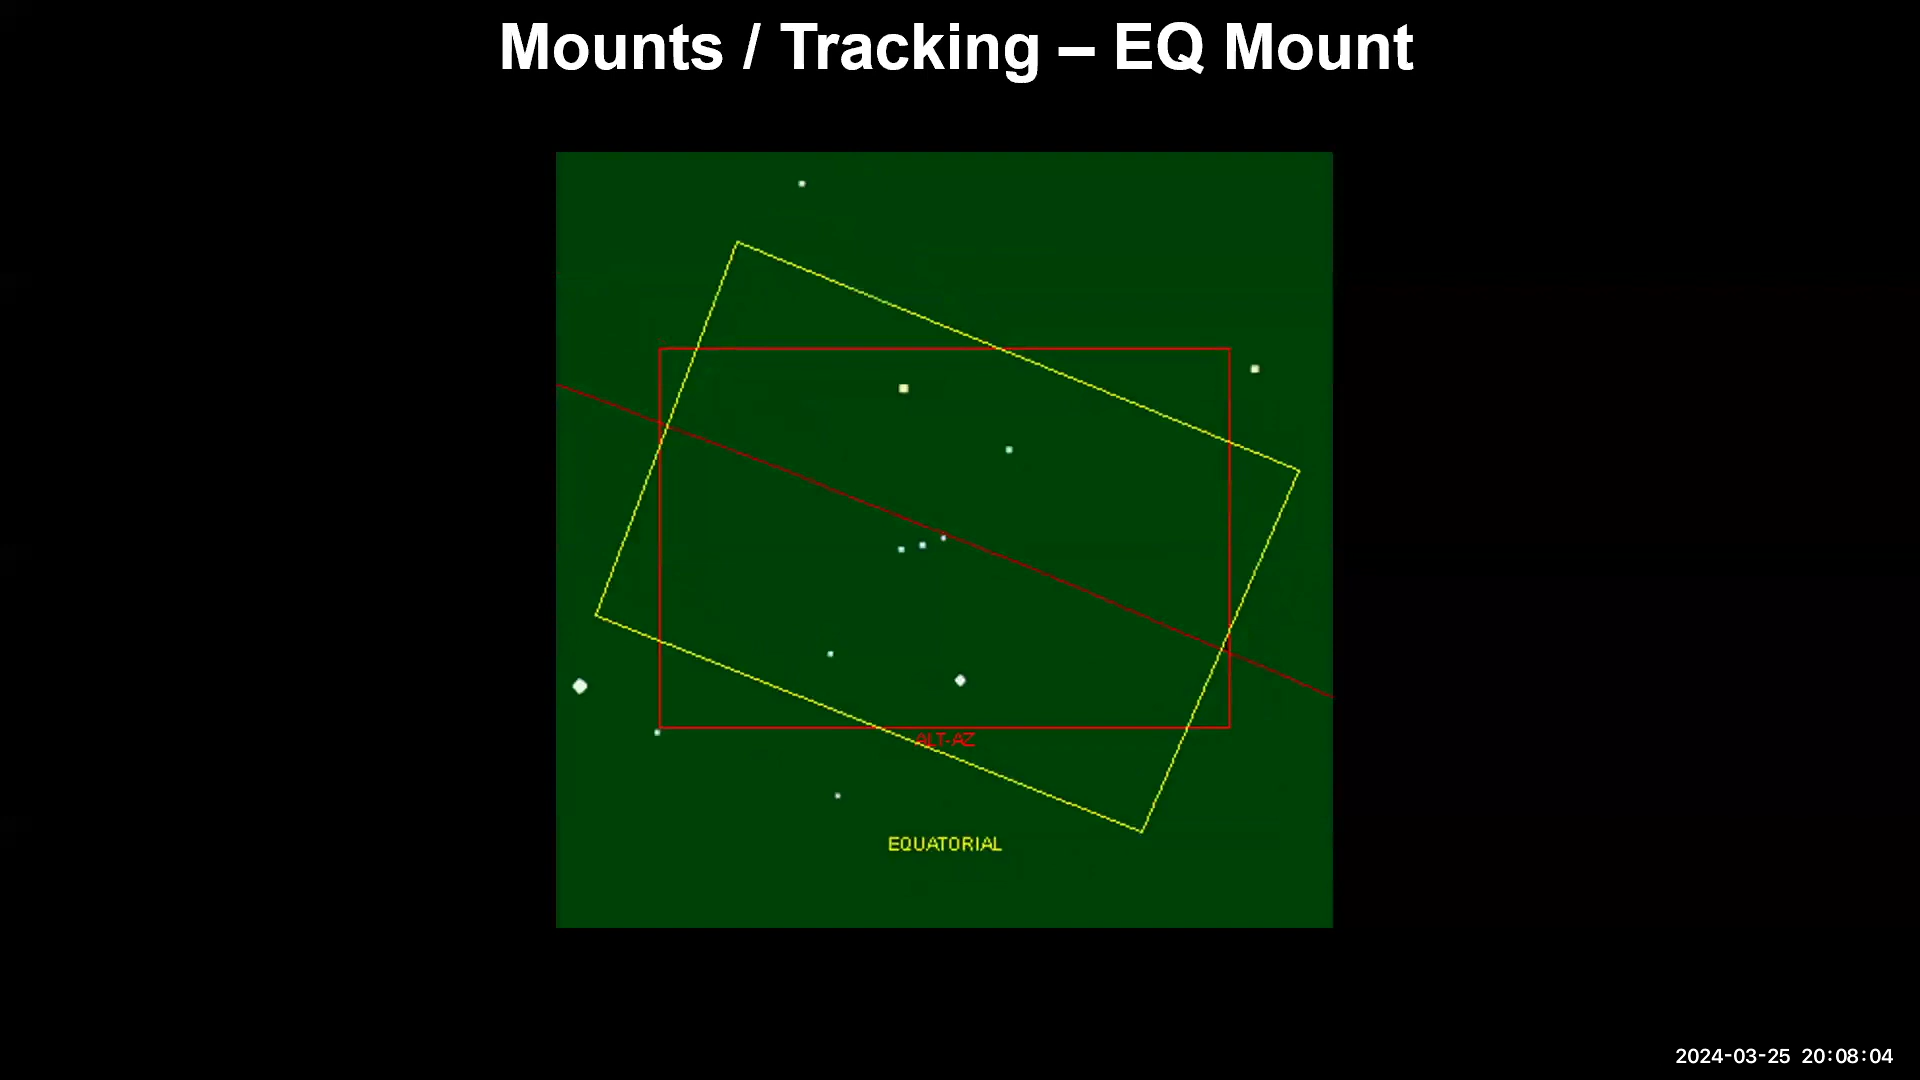 Mounts / Tracking – EQ Mount
ALT-AZ
EQUATORIAL
2024-03-25 20:08:04